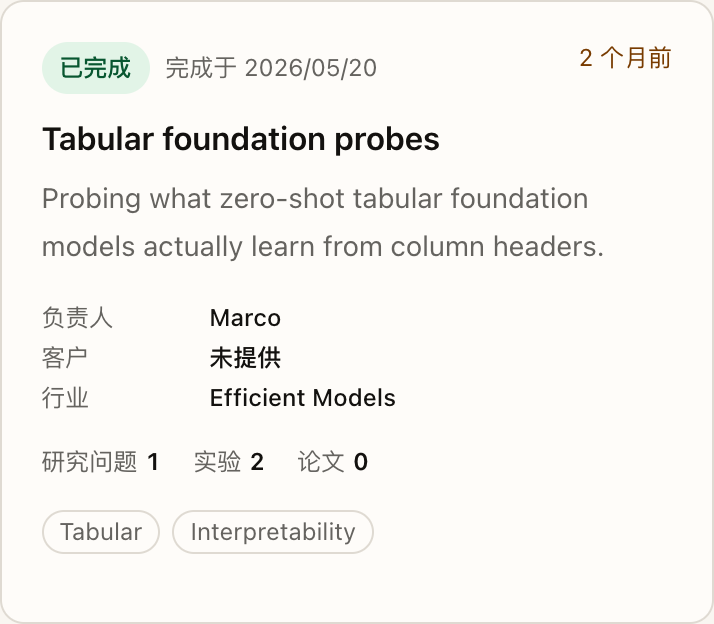 已完成 完成于 2026/05/20 2 个月前
Tabular foundation probes
Probing what zero-shot tabular foundation
models actually learn from column headers.
负责人 Marco
客户 未提供
行业 Efficient Models
研究问题 1 实验 2 论文 0
Tabular Interpretability